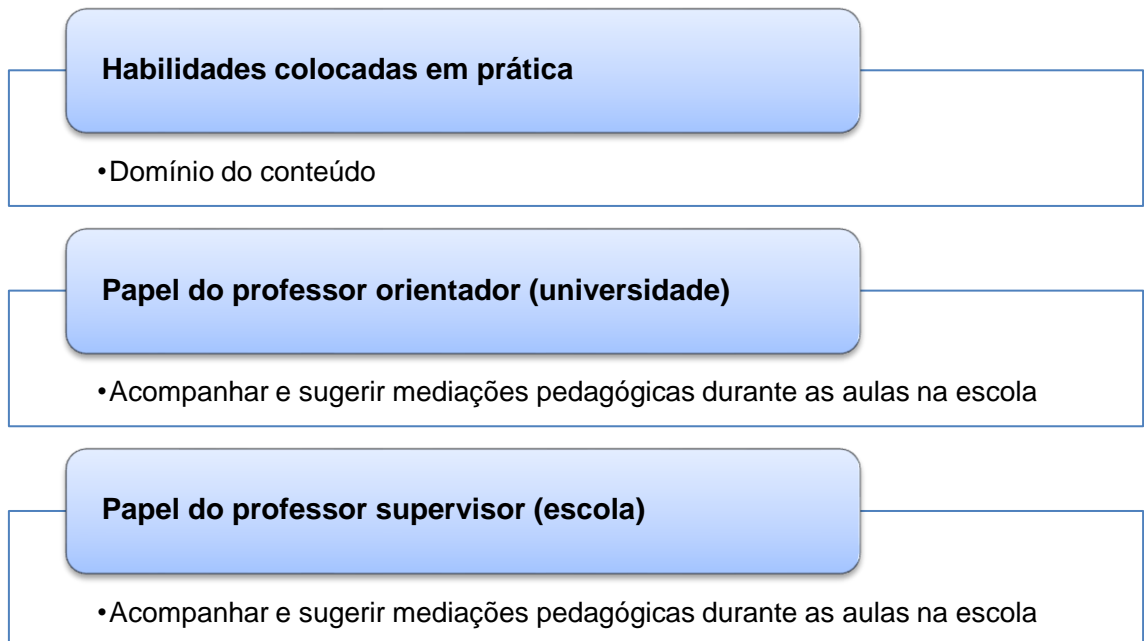 Habilidades colocadas em prática
•Domínio do conteúdo
Papel do professor orientador (universidade)
•Acompanhar e sugerir mediações pedagógicas durante as aulas na escola
Papel do professor supervisor (escola)
•Acompanhar e sugerir mediações pedagógicas durante as aulas na escola